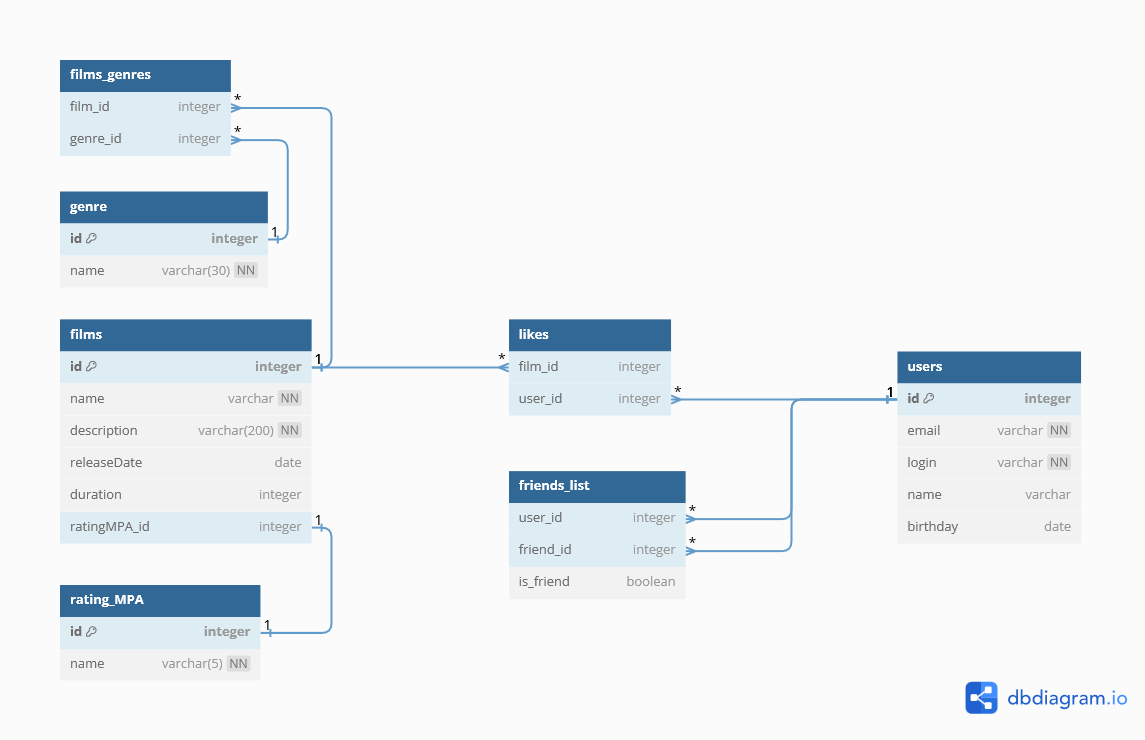 films_genres
film_id integer *
genre_id integer *
genre
id integer 1
name varchar(30) NN
films
id integer 1
name varchar NN
description varchar(200) NN
releaseDate date
duration integer
ratingMPA_id integer 1
rating_MPA
id integer 1
name varchar(5) NN
likes
* film_id integer
user_id integer *
friends_list
user_id integer *
friend_id integer *
is_friend boolean
users
1 id integer
email varchar NN
login varchar NN
name varchar
birthday date
dbdiagram.io